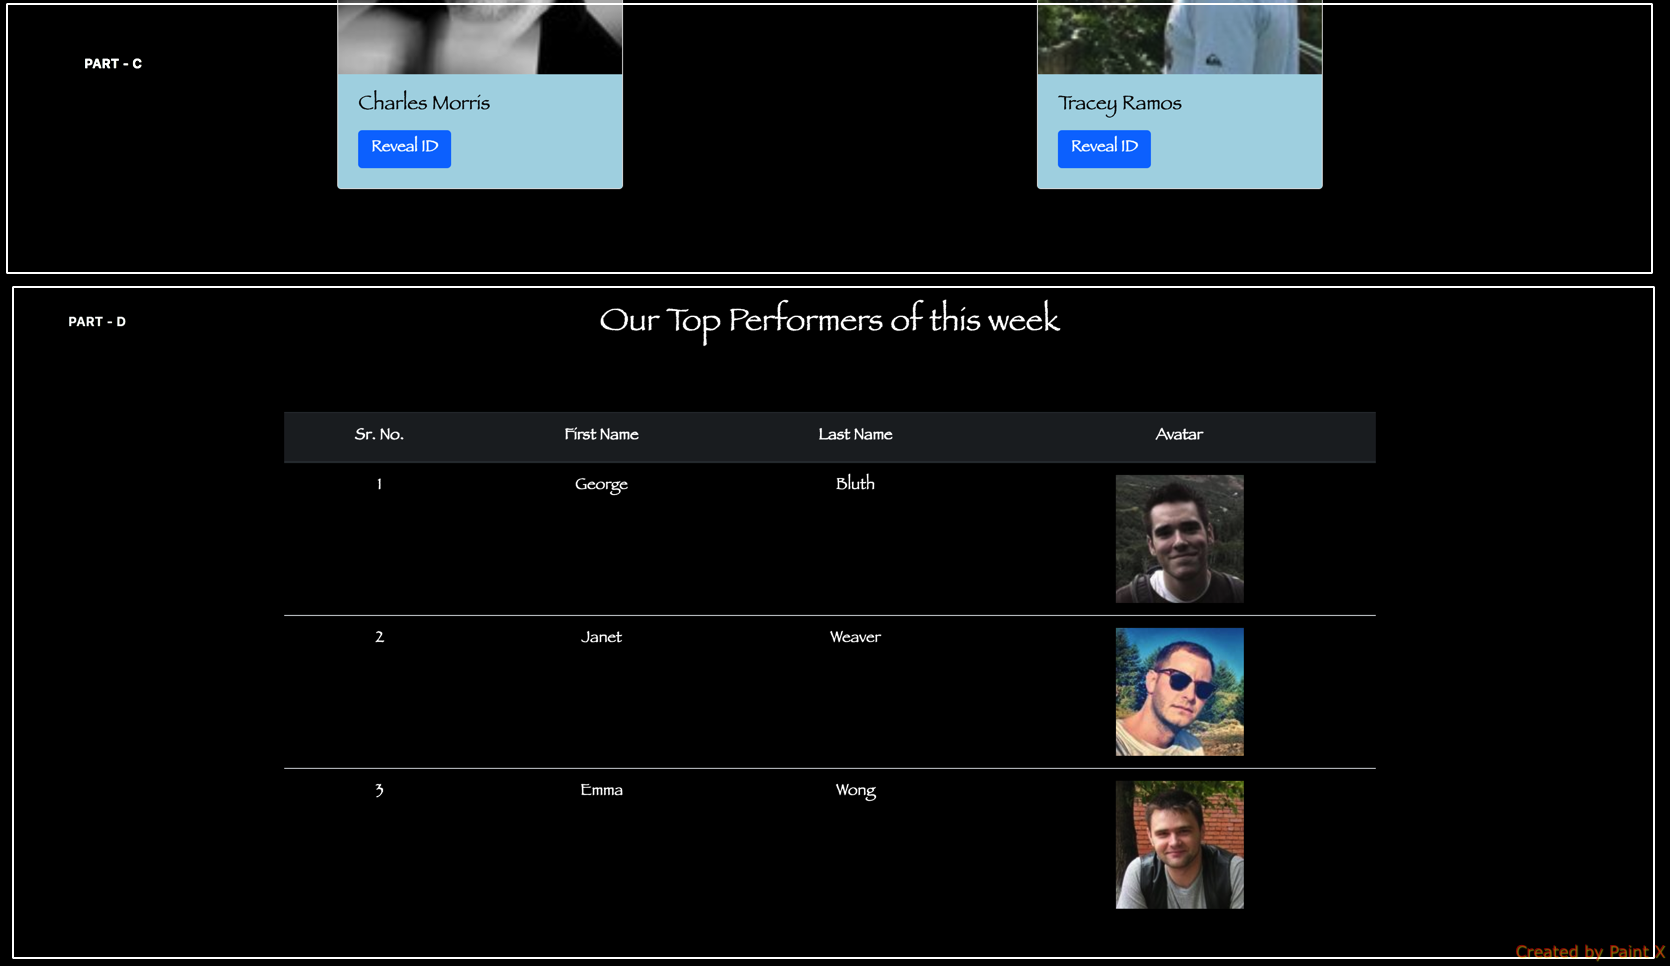 PART - C
Charles Morris
Reveal ID
Tracey Ramos
Reveal ID
PART - D
Our Top Performers of this week
Sr. No. First Name Last Name Avatar
1 George Bluth
2 Janet Weaver
3 Emma Wong
Created by Paint X